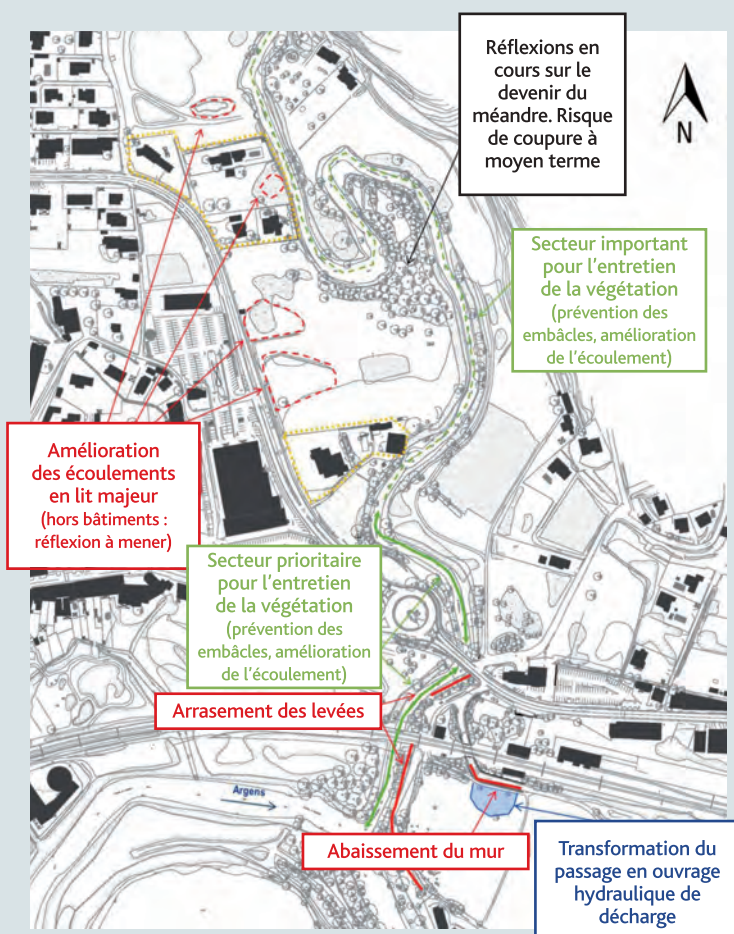 Réflexions en
cours sur le
devenir du
méandre. Risque
de coupure à
moyen terme
N
Secteur important
pour l'entretien
de la végétation
(prévention des
embâcles, amélioration
de l'écoulement)
Amélioration
des écoulements
en lit majeur
(hors bâtiments :
réflexion à mener)
Secteur prioritaire
pour l'entretien
de la végétation
(prévention des
embâcles, amélioration
de l'écoulement)
Arrasement des levées
Argens
Abaissement du mur
Transformation du
passage en ouvrage
hydraulique de
décharge